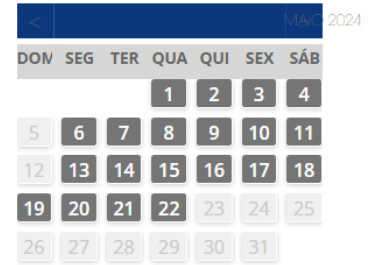 < MAIO 2024
DOM SEG TER QUA QUI SEX SÁB
1 2 3 4
5 6 7 8 9 10 11
12 13 14 15 16 17 18
19 20 21 22 23 24 25
26 27 28 29 30 31